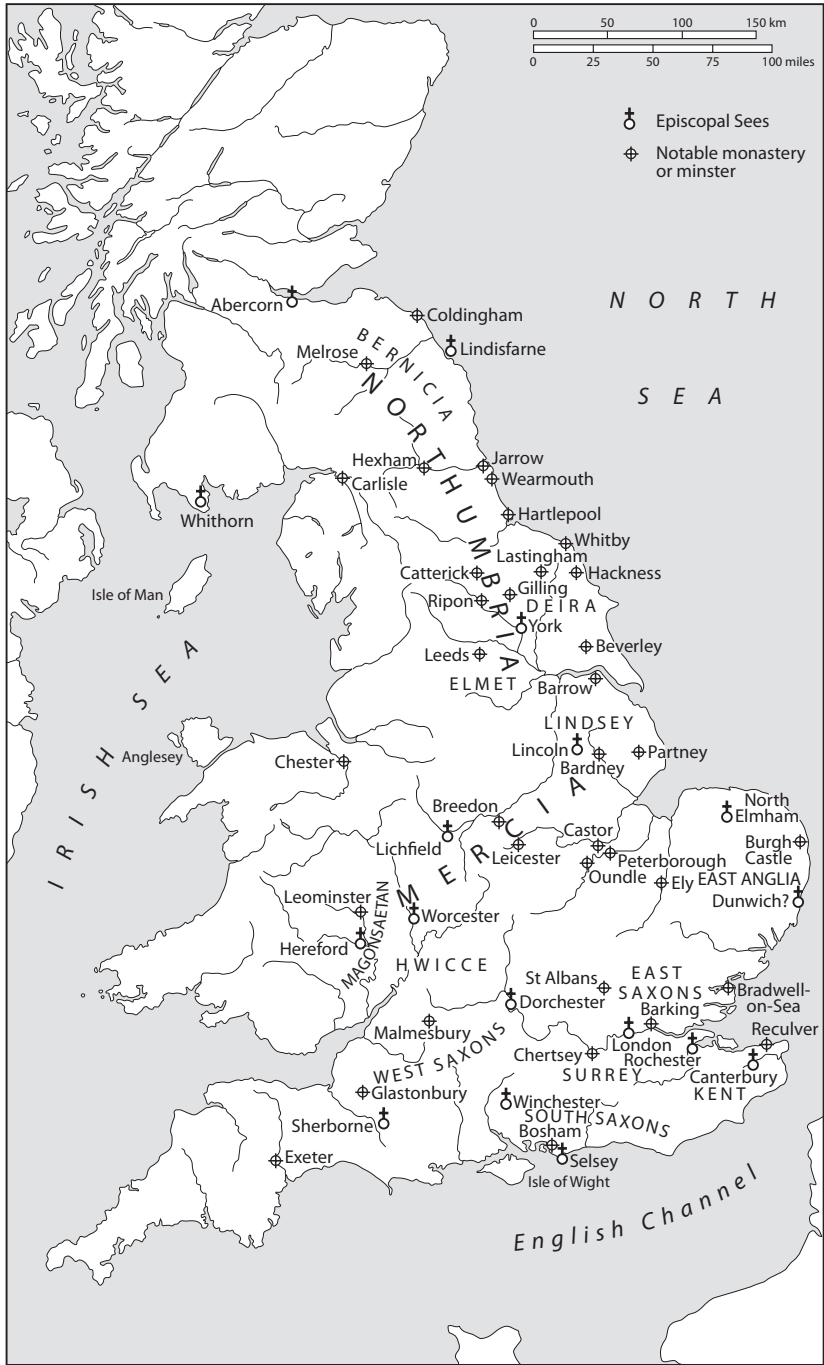 0 50 100 150 km
0 25 50 75 100 miles
Episcopal Sees
Notable monastery
or minster
NORTH
SEA
Abercorn
Coldingham
Lindisfarne
BERNICIA
Melrose
NORTHUMBRIA
Hexham
Jarrow
Wearmouth
Carlisle
Whithorn
Hartlepool
Whitby
Lastingham
Catterick
Hackness
Isle of Man
Gilling
Ripon
DEIRA
York
Beverley
Leeds
ELMET
Barrow
IRISH SEA
LINDSEY
Lincoln
Bardney
Partney
Anglesey
Chester
MERCIA
Breedon
Lichfield
Leicester
Castor
Peterborough
Oundle
North
Elmham
Burgh
Castle
Ely
EAST ANGLIA
Dunwich?
Leominster
MAGONSAETAN
Worcester
Hereford
HWICCE
St Albans
EAST
SAXONS
Bradwell-
on-Sea
Dorchester
Barking
Malmesbury
London
Reculver
Rochester
Chertsey
WEST SAXONS
SURREY
Canterbury
KENT
Glastonbury
Winchester
SOUTH SAXONS
Sherborne
Bosham
Selsey
Exeter
Isle of Wight
English Channel